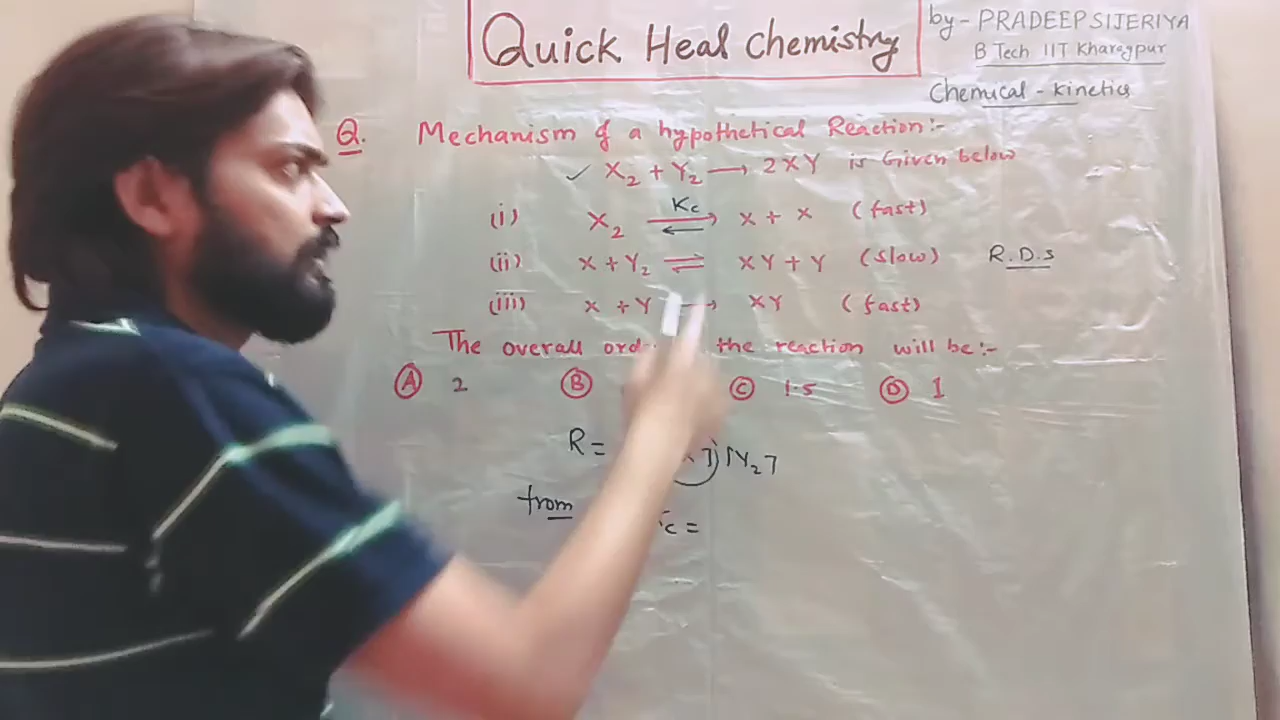 Quick Heal Chemistry
by - PRADEEP SIJERIYA
B Tech IIT Kharagpur
Chemical - Kinetics
Q. Mechanism of a hypothetical Reaction:-
✓ X₂ + Y₂ → 2XY is Given below
(i) X₂ ⇌ X + X (fast)
Kc
(ii) X + Y₂ ⇌ XY + Y (slow) R.D.S
(iii) X + Y → XY (fast)
The overall the reaction will be:-
(A) 2 (B) (C) 1.5 (D) 1
R = [Y₂]
from =